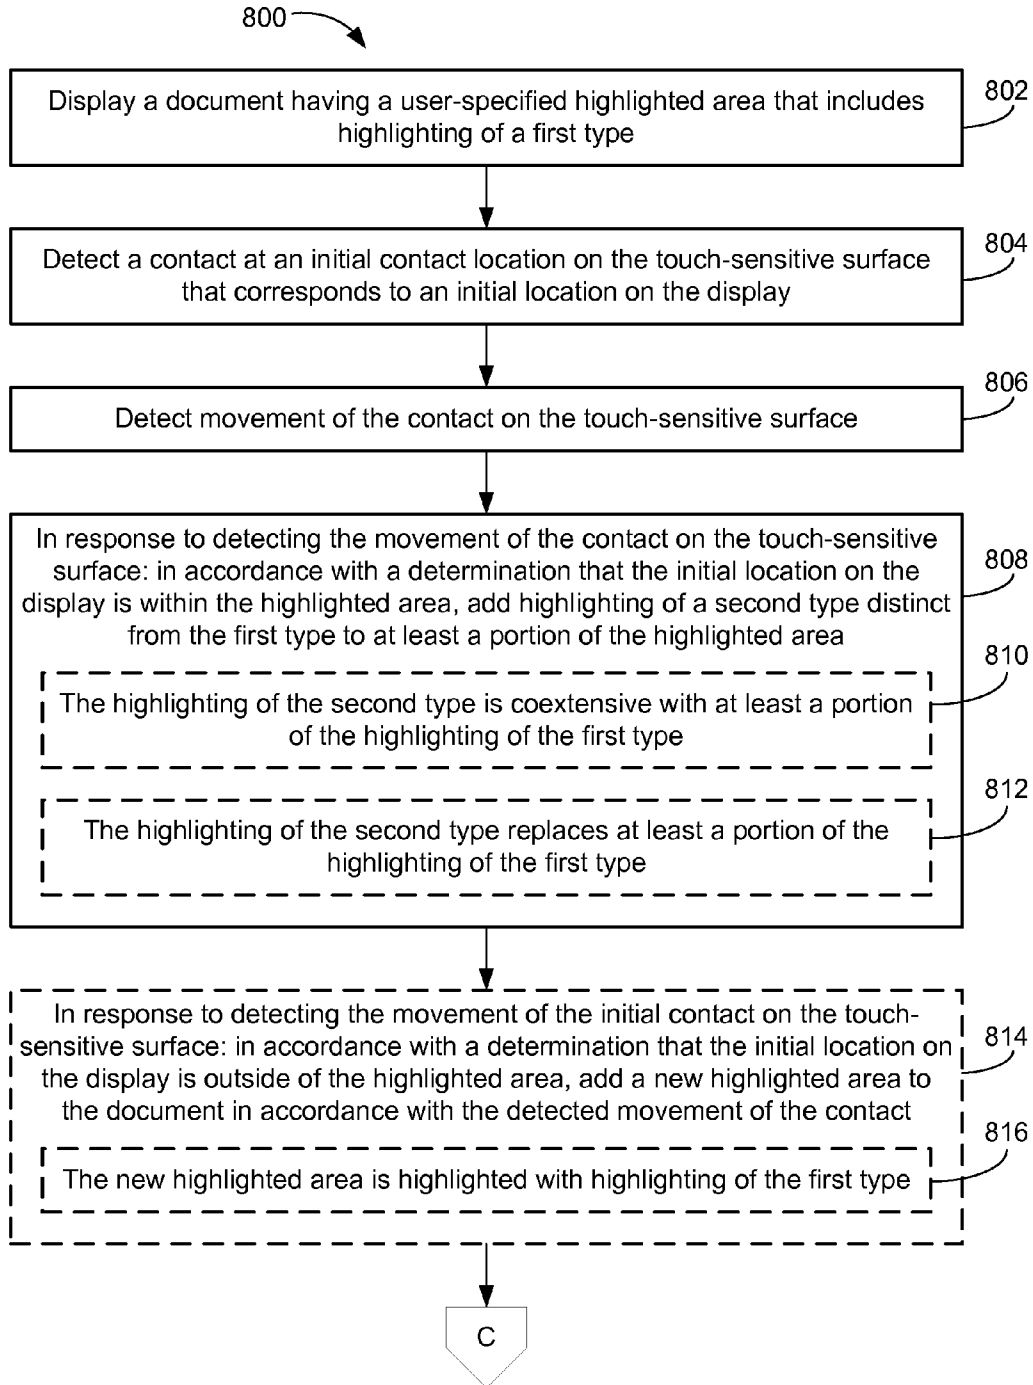 800
Display a document having a user-specified highlighted area that includes
highlighting of a first type
802
Detect a contact at an initial contact location on the touch-sensitive surface
that corresponds to an initial location on the display
804
Detect movement of the contact on the touch-sensitive surface
806
In response to detecting the movement of the contact on the touch-sensitive
surface: in accordance with a determination that the initial location on the
display is within the highlighted area, add highlighting of a second type distinct
from the first type to at least a portion of the highlighted area
808
The highlighting of the second type is coextensive with at least a portion
of the highlighting of the first type
810
The highlighting of the second type replaces at least a portion of the
highlighting of the first type
812
In response to detecting the movement of the initial contact on the touch-
sensitive surface: in accordance with a determination that the initial location on
the display is outside of the highlighted area, add a new highlighted area to
the document in accordance with the detected movement of the contact
814
The new highlighted area is highlighted with highlighting of the first type
816
C